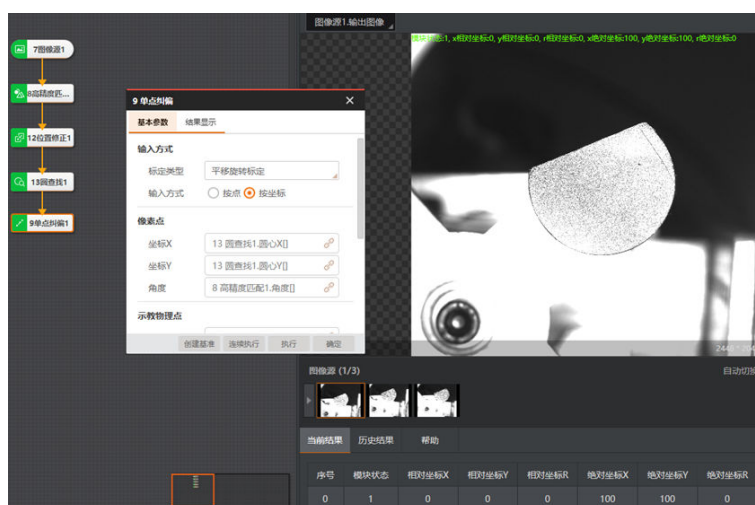 图像源1.输出图像
模块状态:1, x相对坐标:0, y相对坐标:0, r相对坐标:0, x绝对坐标:100, y绝对坐标:100, r绝对坐标:0
7图像源1
8高精度匹...
12位置修正1
13圆查找1
9单点纠偏1
9 单点纠偏
基本参数 结果显示
输入方式
标定类型 平移旋转标定
输入方式 按点 按坐标
像素点
坐标X 13 圆查找1.圆心X[]
坐标Y 13 圆查找1.圆心Y[]
角度 8 高精度匹配1.角度[]
示教物理点
创建基准 连续执行 执行 确定
图像源 (1/3)
自动切换
当前结果 历史结果 帮助
序号 模块状态 相对坐标X 相对坐标Y 相对坐标R 绝对坐标X 绝对坐标Y 绝对坐标R
0 1 0 0 0 100 100 0